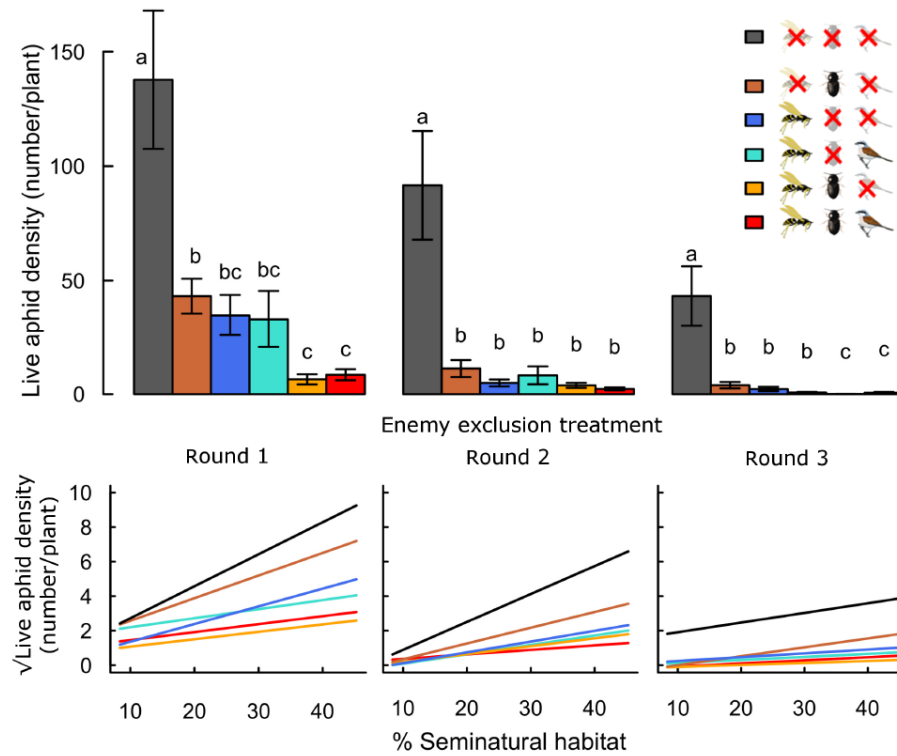 Live aphid density (number/plant)
150
100
50
0
a
b
bc
bc
c
c
a
b
b
b
b
b
a
b
b
b
c
c
Enemy exclusion treatment
Round 1
Round 2
Round 3
√Live aphid density
(number/plant)
10
8
6
4
2
0
10
20
30
40
10
20
30
40
10
20
30
40
% Seminatural habitat